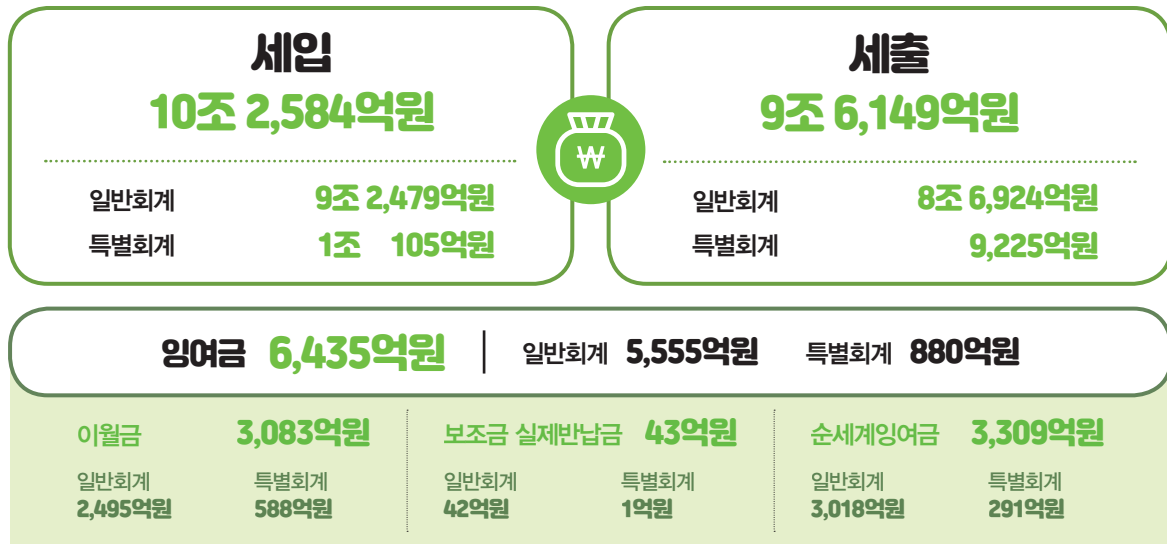 세입
10조 2,584억원
일반회계 9조 2,479억원
특별회계 1조 105억원
₩
세출
9조 6,149억원
일반회계 8조 6,924억원
특별회계 9,225억원
잉여금 6,435억원 일반회계 5,555억원 특별회계 880억원
이월금 3,083억원
일반회계 특별회계
2,495억원 588억원
보조금 실제반납금 43억원
일반회계 특별회계
42억원 1억원
순세계잉여금 3,309억원
일반회계 특별회계
3,018억원 291억원